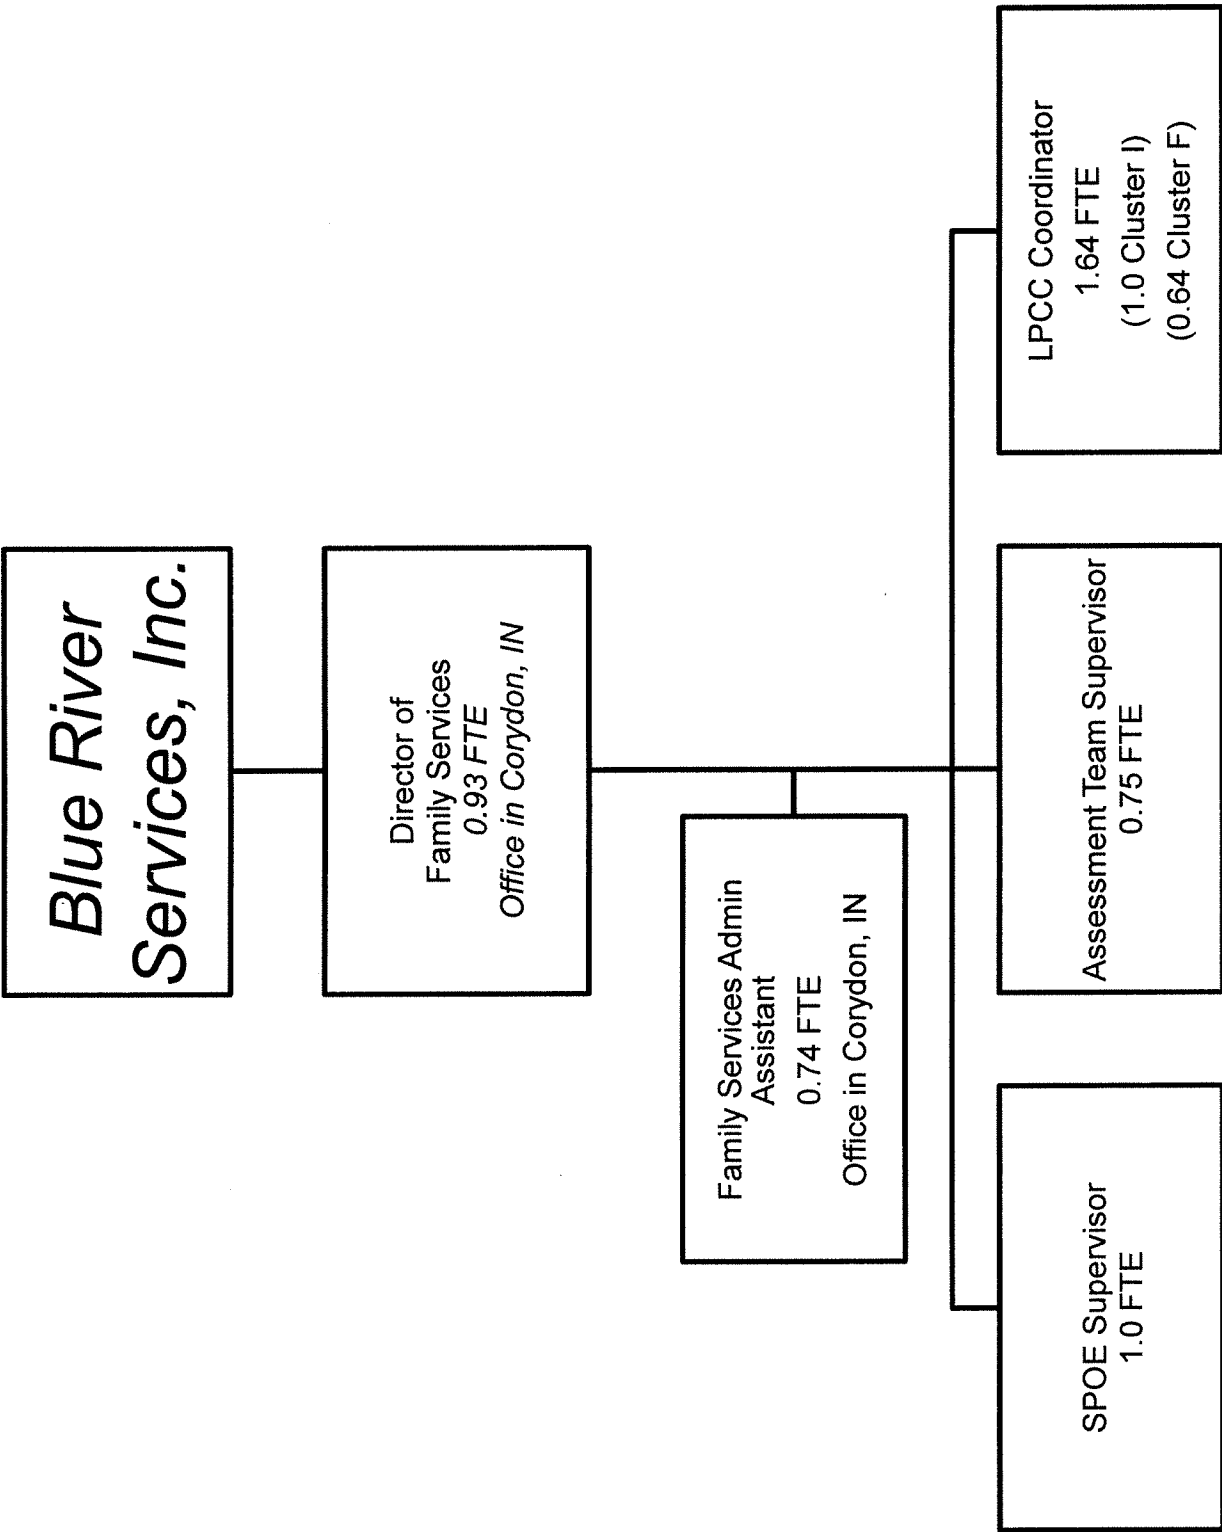 Blue River
Services, Inc.
Director of
Family Services
0.93 FTE
Office in Corydon, IN
Family Services Admin
Assistant
0.74 FTE
Office in Corydon, IN
SPOE Supervisor
1.0 FTE
Assessment Team Supervisor
0.75 FTE
LPCC Coordinator
1.64 FTE
(1.0 Cluster I)
(0.64 Cluster F)